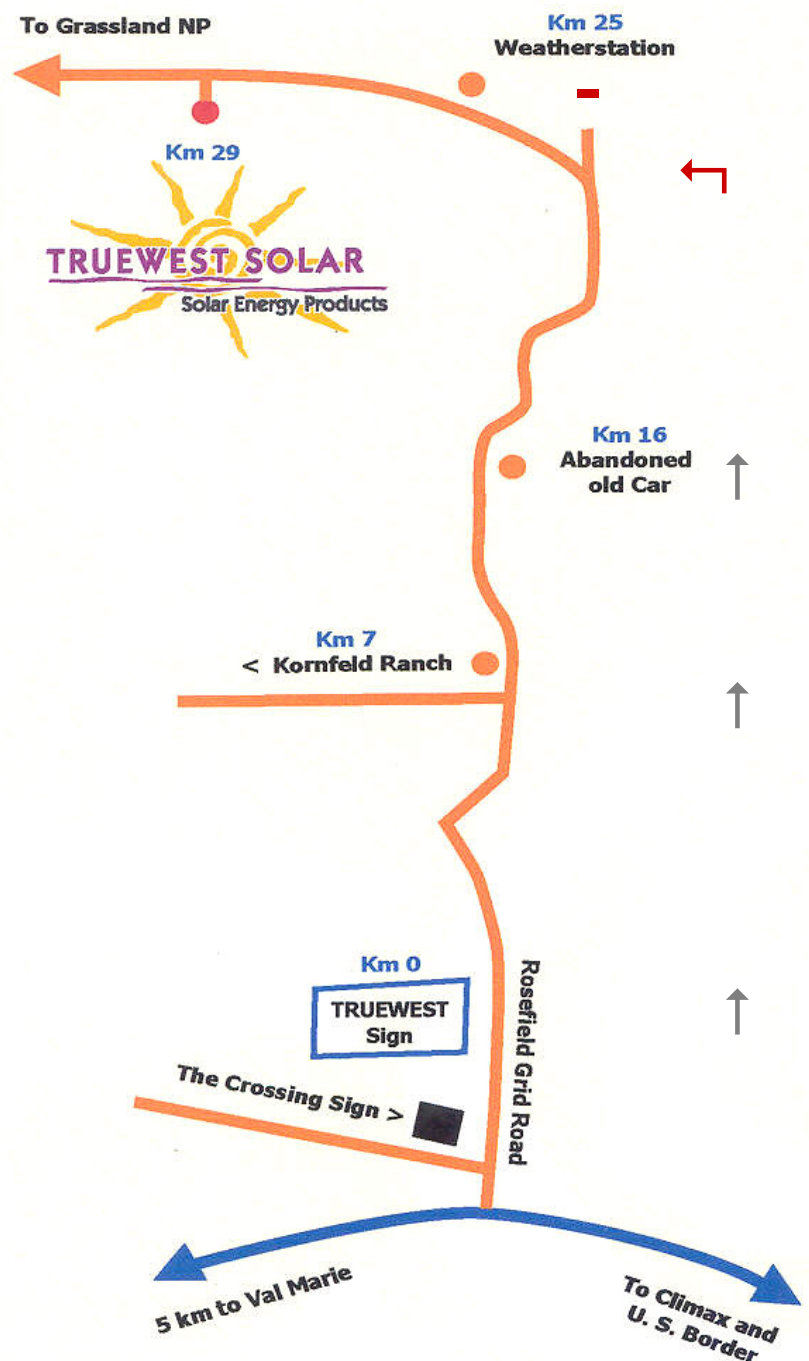 To Grassland NP
Km 25
Weatherstation
Km 29
TRUEWEST SOLAR
Solar Energy Products
Km 16
Abandoned
old Car
Km 7
< Kornfeld Ranch
Km 0
TRUEWEST
Sign
Rosefield Grid Road
The Crossing Sign >
5 km to Val Marie
To Climax and
U. S. Border